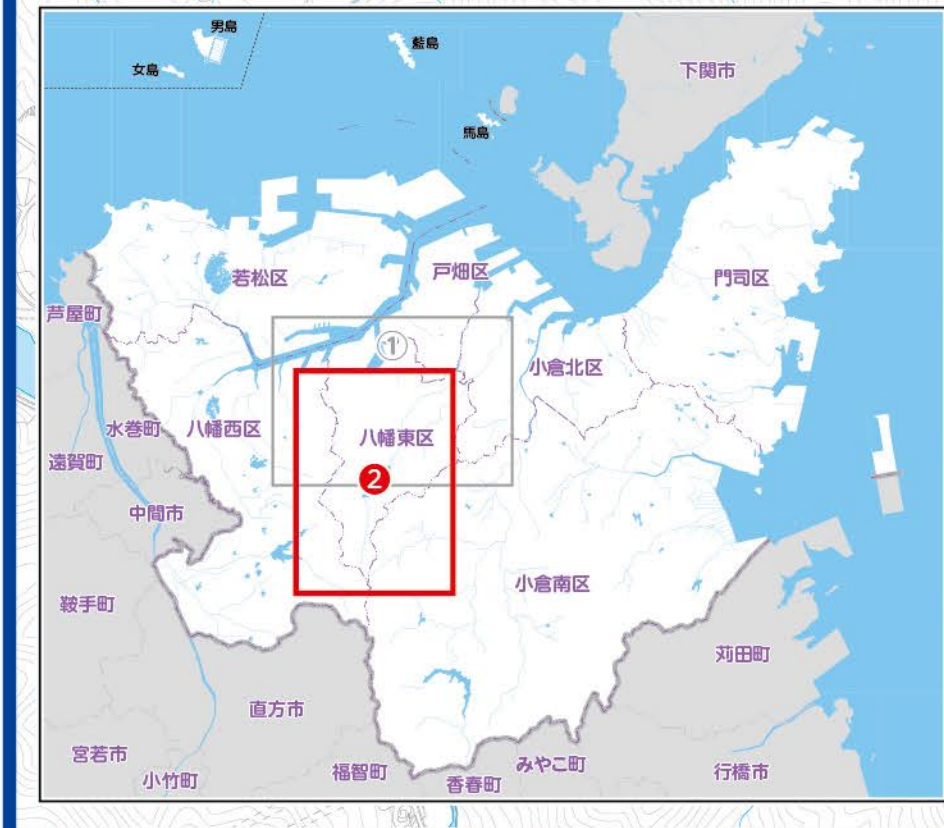 男島
藍島
女島
下関市
馬島
若松区
戸畑区
門司区
芦屋町
①
小倉北区
水巻町
八幡西区
八幡東区
遠賀町
❷
中間市
小倉南区
鞍手町
苅田町
直方市
宮若市
小竹町
福智町
みやこ町
香春町
行橋市